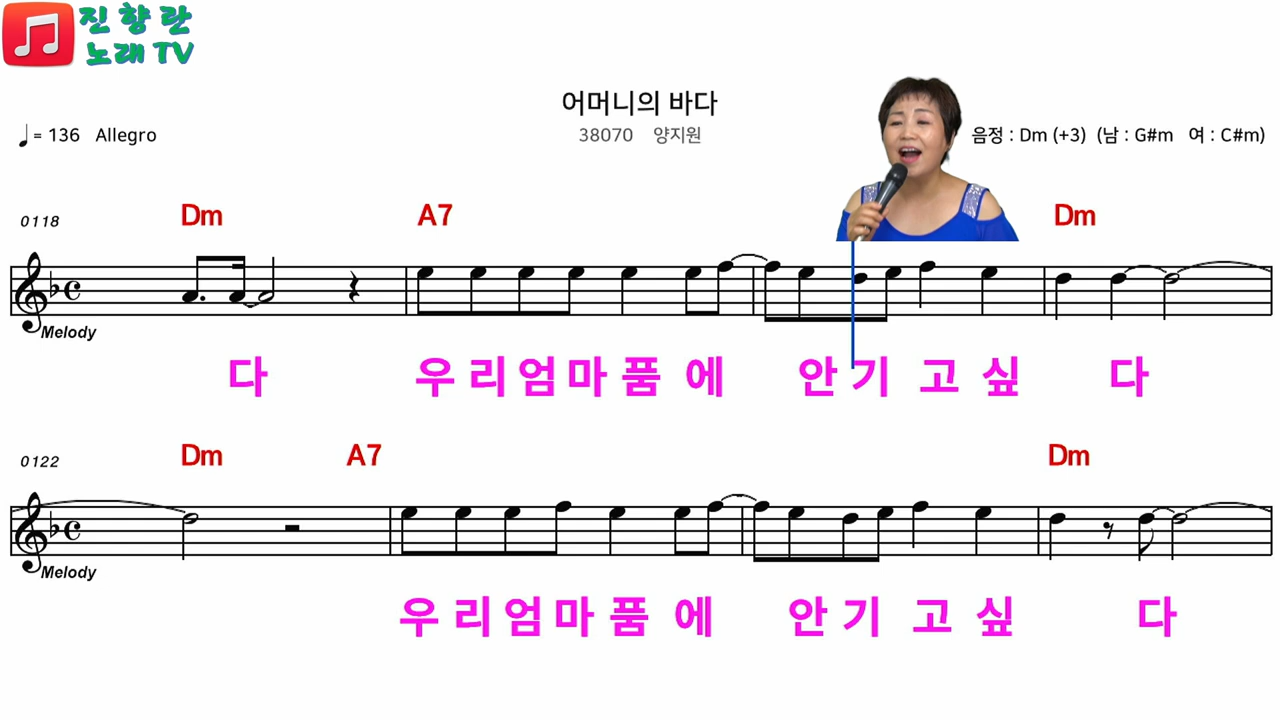 진향란
노래 TV
어머니의 바다
♩ = 136 Allegro
38070 양지원
음정 : Dm (+3) (남 : G#m 여 : C#m)
0118 Dm A7 Dm
Melody
다 우리엄마품에 안기고싶 다
0122 Dm A7 Dm
Melody
우리엄마품에 안기고싶 다